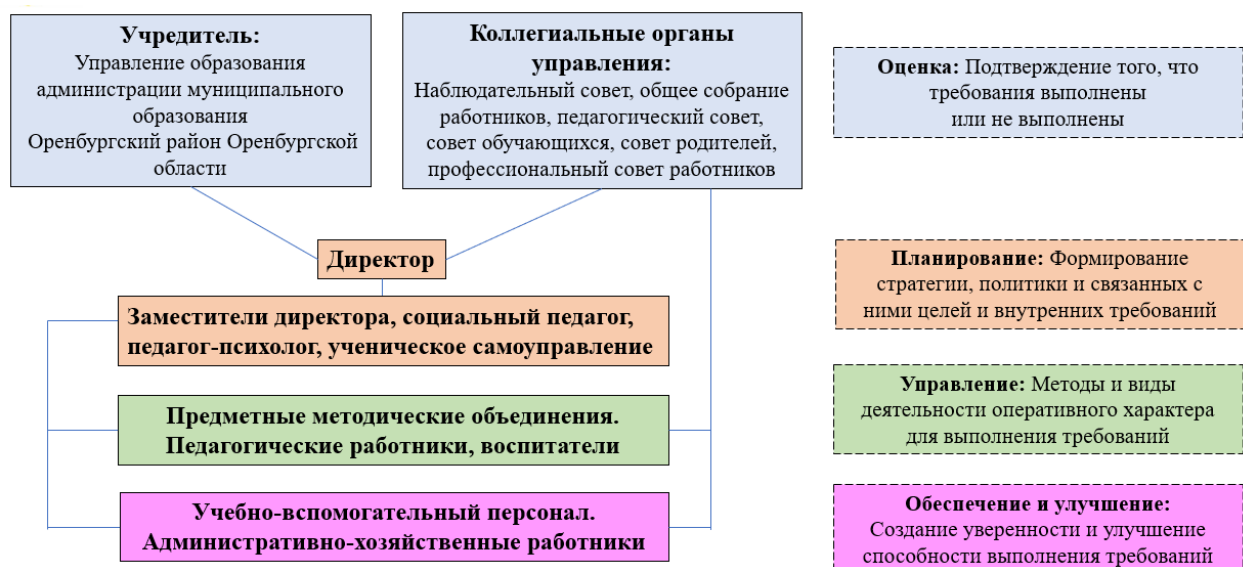 Учредитель:
Управление образования
администрации муниципального
образования
Оренбургский район Оренбургской
области
Коллегиальные органы
управления:
Наблюдательный совет, общее собрание
работников, педагогический совет,
совет обучающихся, совет родителей,
профессиональный совет работников
Оценка: Подтверждение того, что
требования выполнены
или не выполнены
Директор
Планирование: Формирование
стратегии, политики и связанных с
ними целей и внутренних требований
Заместители директора, социальный педагог,
педагог-психолог, ученическое самоуправление
Управление: Методы и виды
деятельности оперативного характера
для выполнения требований
Предметные методические объединения.
Педагогические работники, воспитатели
Учебно-вспомогательный персонал.
Административно-хозяйственные работники
Обеспечение и улучшение:
Создание уверенности и улучшение
способности выполнения требований